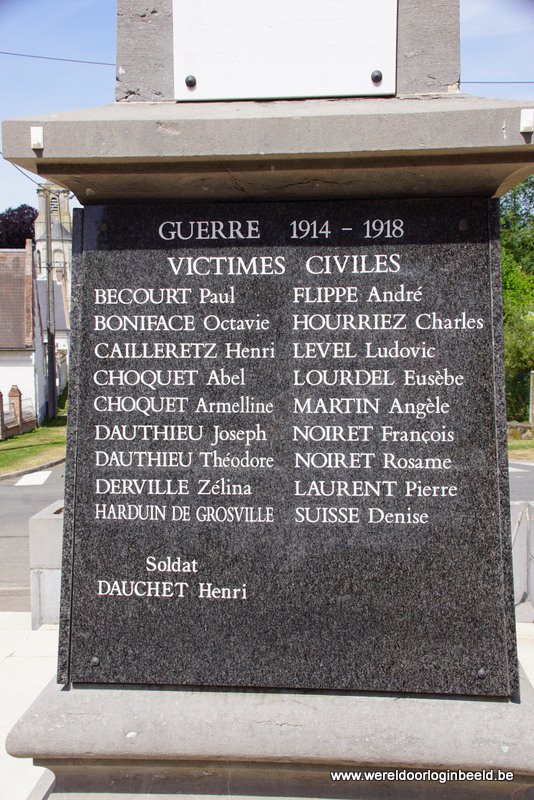 GUERRE 1914 - 1918
VICTIMES CIVILES
BECOURT Paul
BONIFACE Octavie
CAILLERETZ Henri
CHOQUET Abel
CHOQUET Armelline
DAUTHIEU Joseph
DAUTHIEU Théodore
DERVILLE Zélina
HARDUIN DE GROSVILLE
FLIPPE André
HOURRIEZ Charles
LEVEL Ludovic
LOURDEL Eusèbe
MARTIN Angèle
NOIRET François
NOIRET Rosame
LAURENT Pierre
SUISSE Denise
Soldat
DAUCHET Henri
www.wereldoorloginbeeld.be